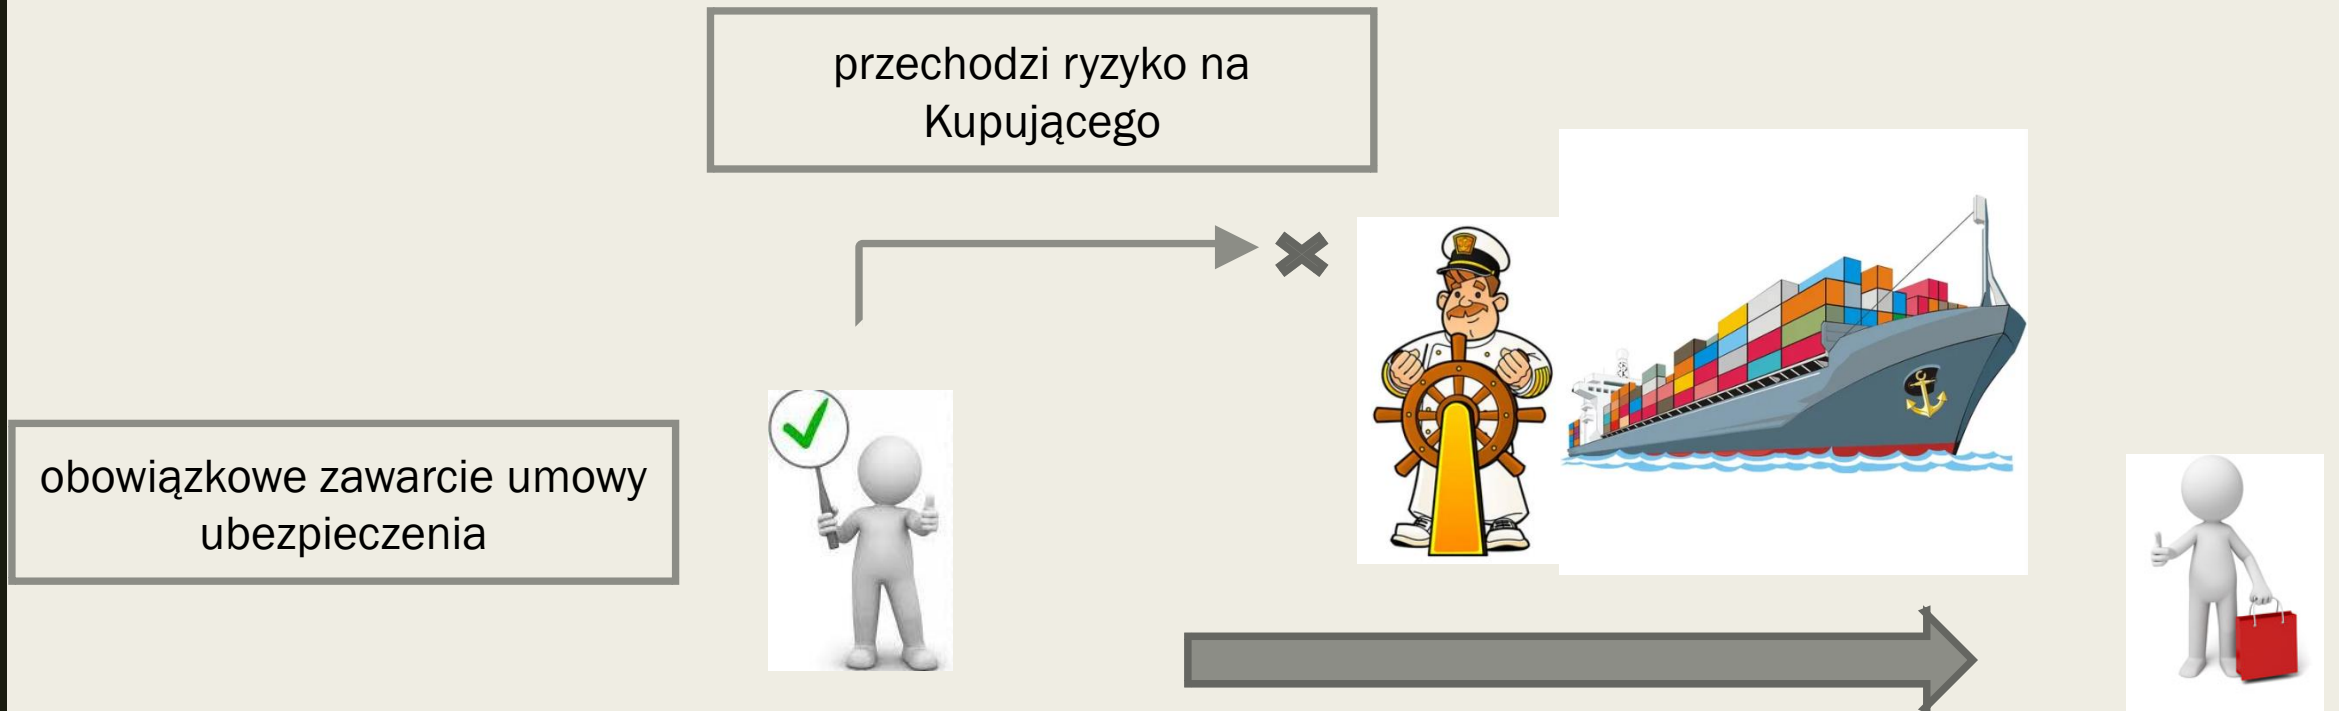 przechodzi ryzyko na
Kupującego
obowiązkowe zawarcie umowy
ubezpieczenia